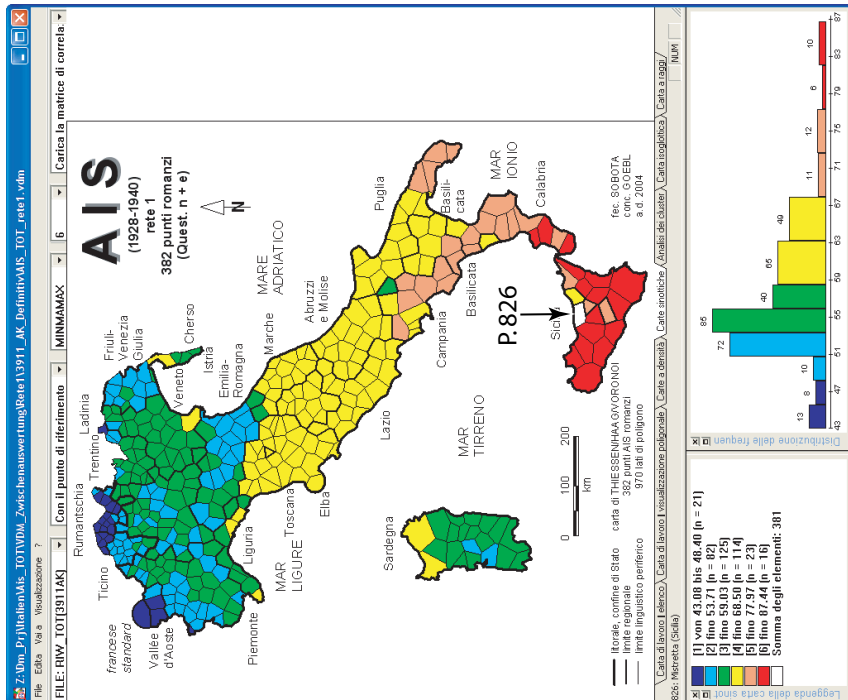 Z:\Dm_Prj\Italien\Ais_TOT\VDM_Zwischenauswertung\Rete1\3911_AK_Definitiv\AIS_TOT_rete1.vdm
File Edita Vai a Visualizzazione ?
FILE: RIW_TOT[3911AK]
Con il punto di riferimento
MINMAMAX
6
Carica la matrice di correla:
AIS
(1928-1940)
rete 1
382 punti romanzi
(Quest. n + e)
N
francese
standard
Vallée
d'Aoste
Ticino
Rumantschia
Trentino
Ladinia
Friuli-
Venezia
Giulia
Cherso
Istria
Veneto
Emilia-
Romagna
Piemonte
Liguria
MAR
LIGURE
Toscana
Elba
Marche
MARE
ADRIATICO
Abruzzi
e Molise
Lazio
Campania
Puglia
Basili-
cata
Basilicata
MAR
IONIO
Calabria
Sardegna
MAR
TIRRENO
P.826
0 100 200
km
litorale, confine di Stato
limite regionale
limite linguistico periferico
carta di THIESSEN/HAAG/VORONOI
382 punti AIS romanzi
970 lati di poligono
fec. SOBOTA
conc. GOEBL
a.d. 2004
Carta di lavoro | elenco
Carta di lavoro | visualizzazione poligonale
Carte a densità
Carte sinottiche
Analisi dei cluster
Carta isoglottica
Carta a raggi
826: Mistretta (Sicilia)
NUM
Leggenda della carta sinot
[1] von 43.08 bis 48.40 (n = 21)
[2] fino 53.71 (n = 82)
[3] fino 59.03 (n = 125)
[4] fino 68.50 (n = 114)
[5] fino 77.97 (n = 23)
[6] fino 87.44 (n = 16)
Somma degli elementi: 381
Distribuzione delle frequen
13 8 10 72 85 40 65 49 11 12 6 10
43 47 51 55 59 63 67 71 75 79 83 87